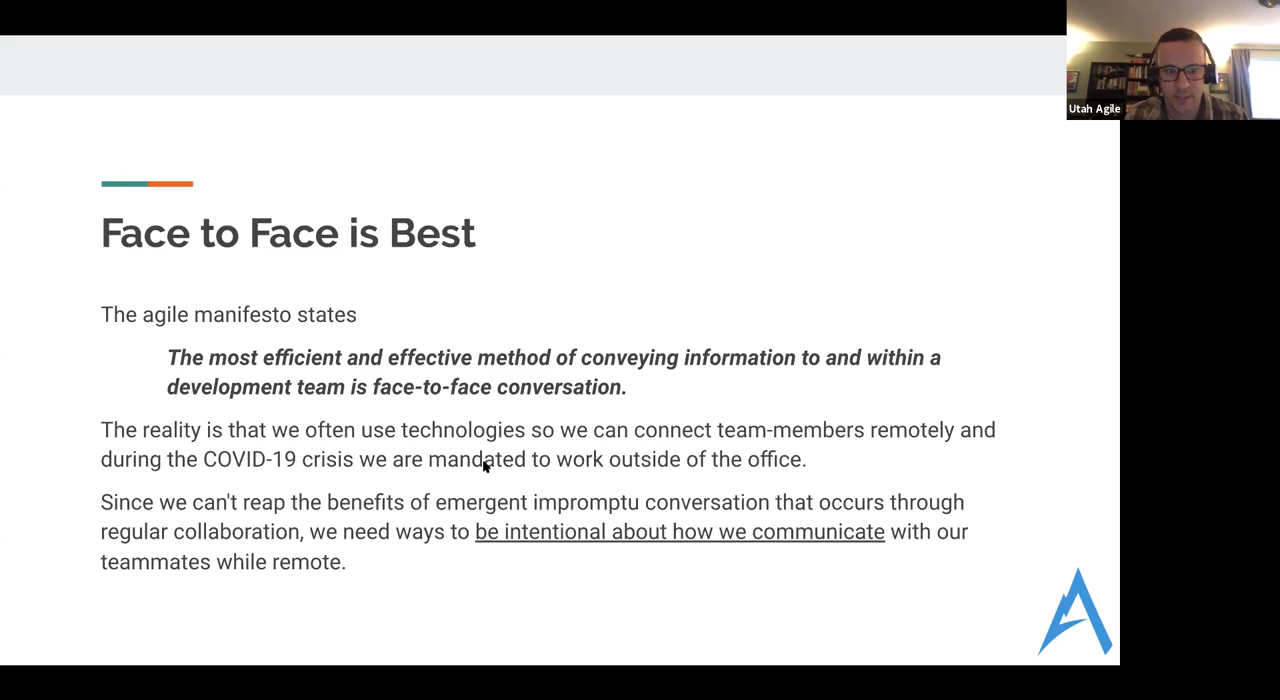 Utah Agile
Face to Face is Best
The agile manifesto states
The most efficient and effective method of conveying information to and within a
development team is face-to-face conversation.
The reality is that we often use technologies so we can connect team-members remotely and
during the COVID-19 crisis we are mandated to work outside of the office.
Since we can't reap the benefits of emergent impromptu conversation that occurs through
regular collaboration, we need ways to be intentional about how we communicate with our
teammates while remote.